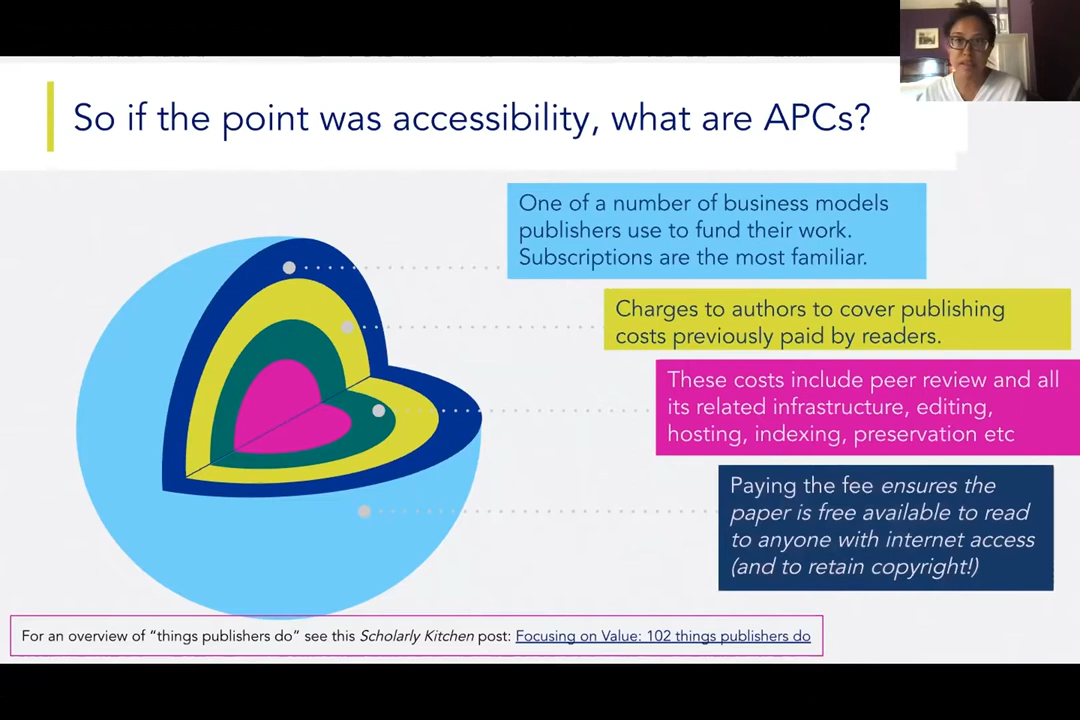 So if the point was accessibility, what are APCs?
One of a number of business models
publishers use to fund their work.
Subscriptions are the most familiar.
Charges to authors to cover publishing
costs previously paid by readers.
These costs include peer review and all
its related infrastructure, editing,
hosting, indexing, preservation etc
Paying the fee ensures the
paper is free available to read
to anyone with internet access
(and to retain copyright!)
For an overview of “things publishers do” see this Scholarly Kitchen post: Focusing on Value: 102 things publishers do